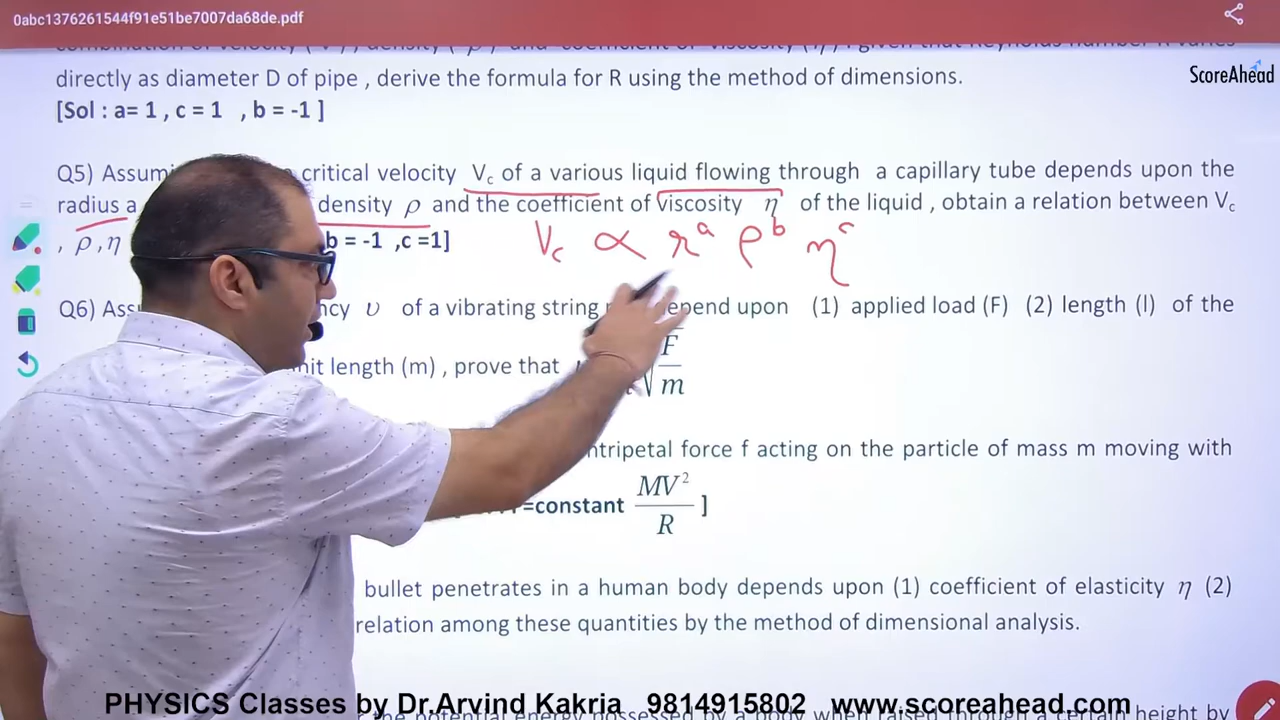 0abc1376261544f91e51be7007da68de.pdf
directly as diameter D of pipe , derive the formula for R using the method of dimensions.
ScoreAhead
[Sol : a= 1 , c = 1 , b = -1 ]
Q5) Assum critical velocity Vc of a various liquid flowing through a capillary tube depends upon the
radius a density ρ and the coefficient of viscosity η of the liquid , obtain a relation between Vc
, ρ , η b = -1 ,c =1]
Vc ∝ r^a ρ^b η^c
Q6) Ass ncy υ of a vibrating string epend upon (1) applied load (F) (2) length (l) of the
nit length (m) , prove that √F/m
ntripetal force f acting on the particle of mass m moving with
=constant MV²/R ]
bullet penetrates in a human body depends upon (1) coefficient of elasticity η (2)
relation among these quantities by the method of dimensional analysis.
PHYSICS Classes by Dr.Arvind Kakria 9814915802 www.scoreahead.com